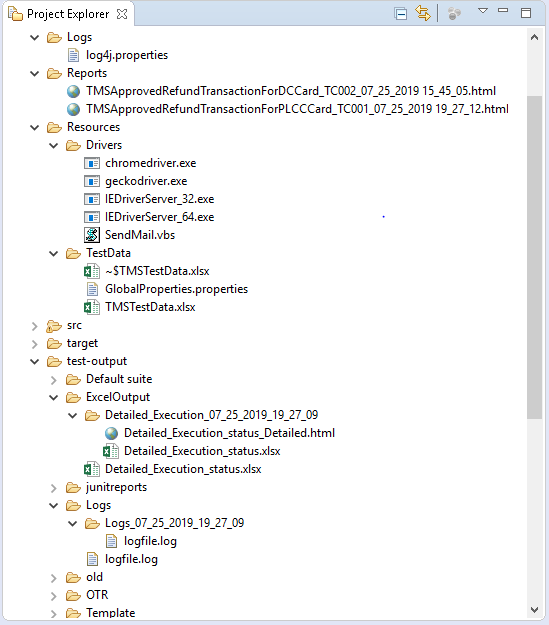 Project Explorer
Logs
log4j.properties
Reports
TMSApprovedRefundTransactionForDCCard_TC002_07_25_2019 15_45_05.html
TMSApprovedRefundTransactionForPLCCCard_TC001_07_25_2019 19_27_12.html
Resources
Drivers
chromedriver.exe
geckodriver.exe
IEDriverServer_32.exe
IEDriverServer_64.exe
SendMail.vbs
TestData
~$TMSTestData.xlsx
GlobalProperties.properties
TMSTestData.xlsx
src
target
test-output
Default suite
ExcelOutput
Detailed_Execution_07_25_2019_19_27_09
Detailed_Execution_status_Detailed.html
Detailed_Execution_status.xlsx
Detailed_Execution_status.xlsx
junitreports
Logs
Logs_07_25_2019_19_27_09
logfile.log
logfile.log
old
OTR
Template